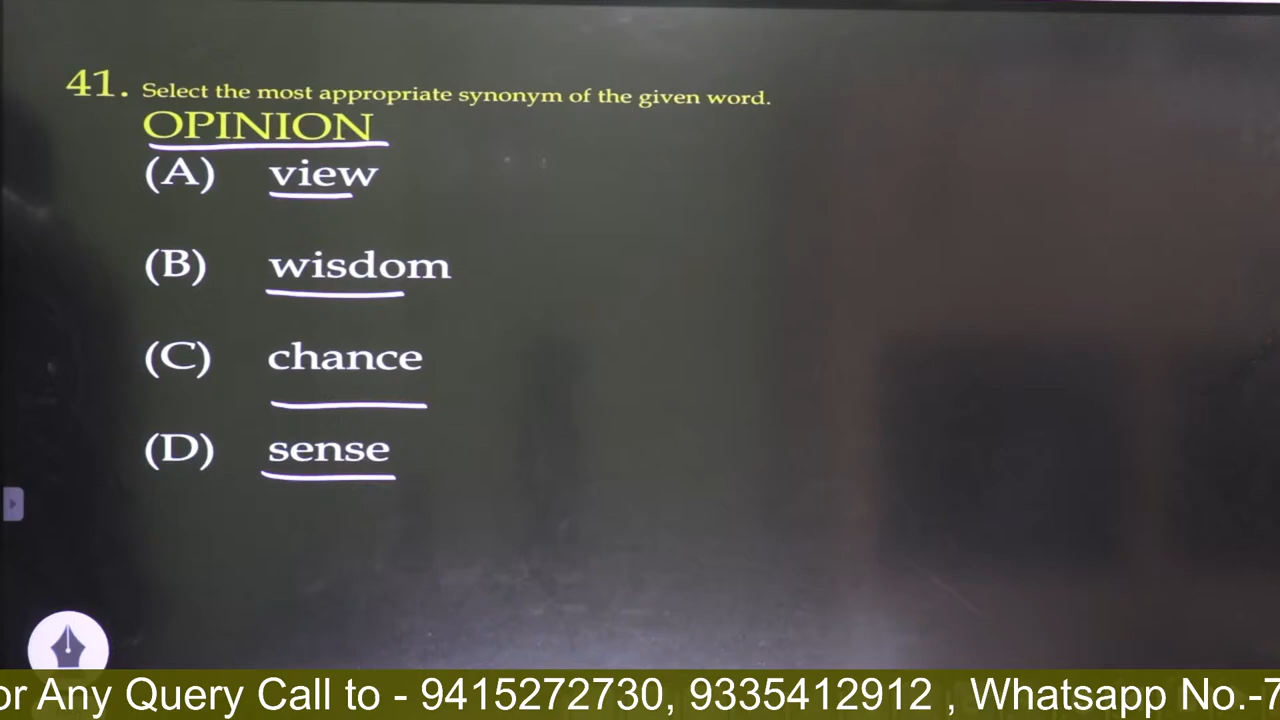 41. Select the most appropriate synonym of the given word.
OPINION
(A) view
(B) wisdom
(C) chance
(D) sense
or Any Query Call to - 9415272730, 9335412912 , Whatsapp No.-7